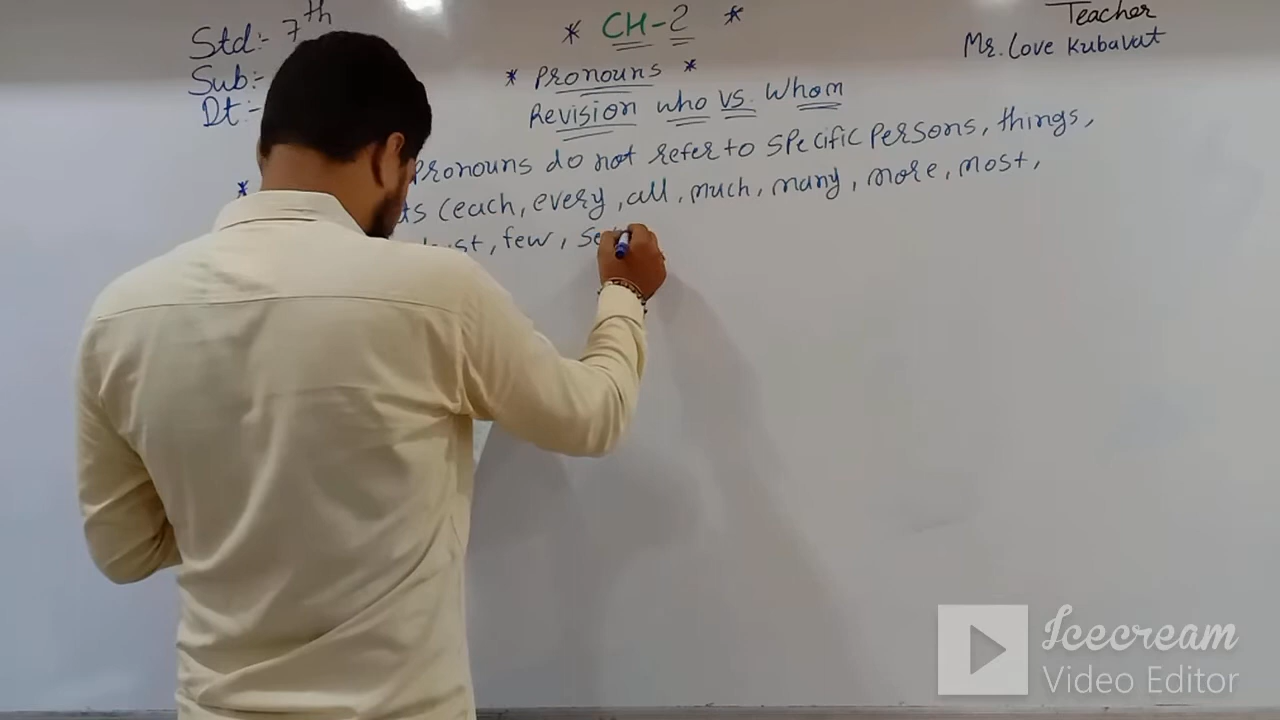 Std:- 7th
* CH-2 *
Teacher
Mr. Love Kubavat
Sub:-
* Pronouns *
Dt:-
Revision who vs. Whom
* Pronouns do not refer to specific persons, things,
(each, every, all, much, many, more, most,
few,
Icecream
Video Editor